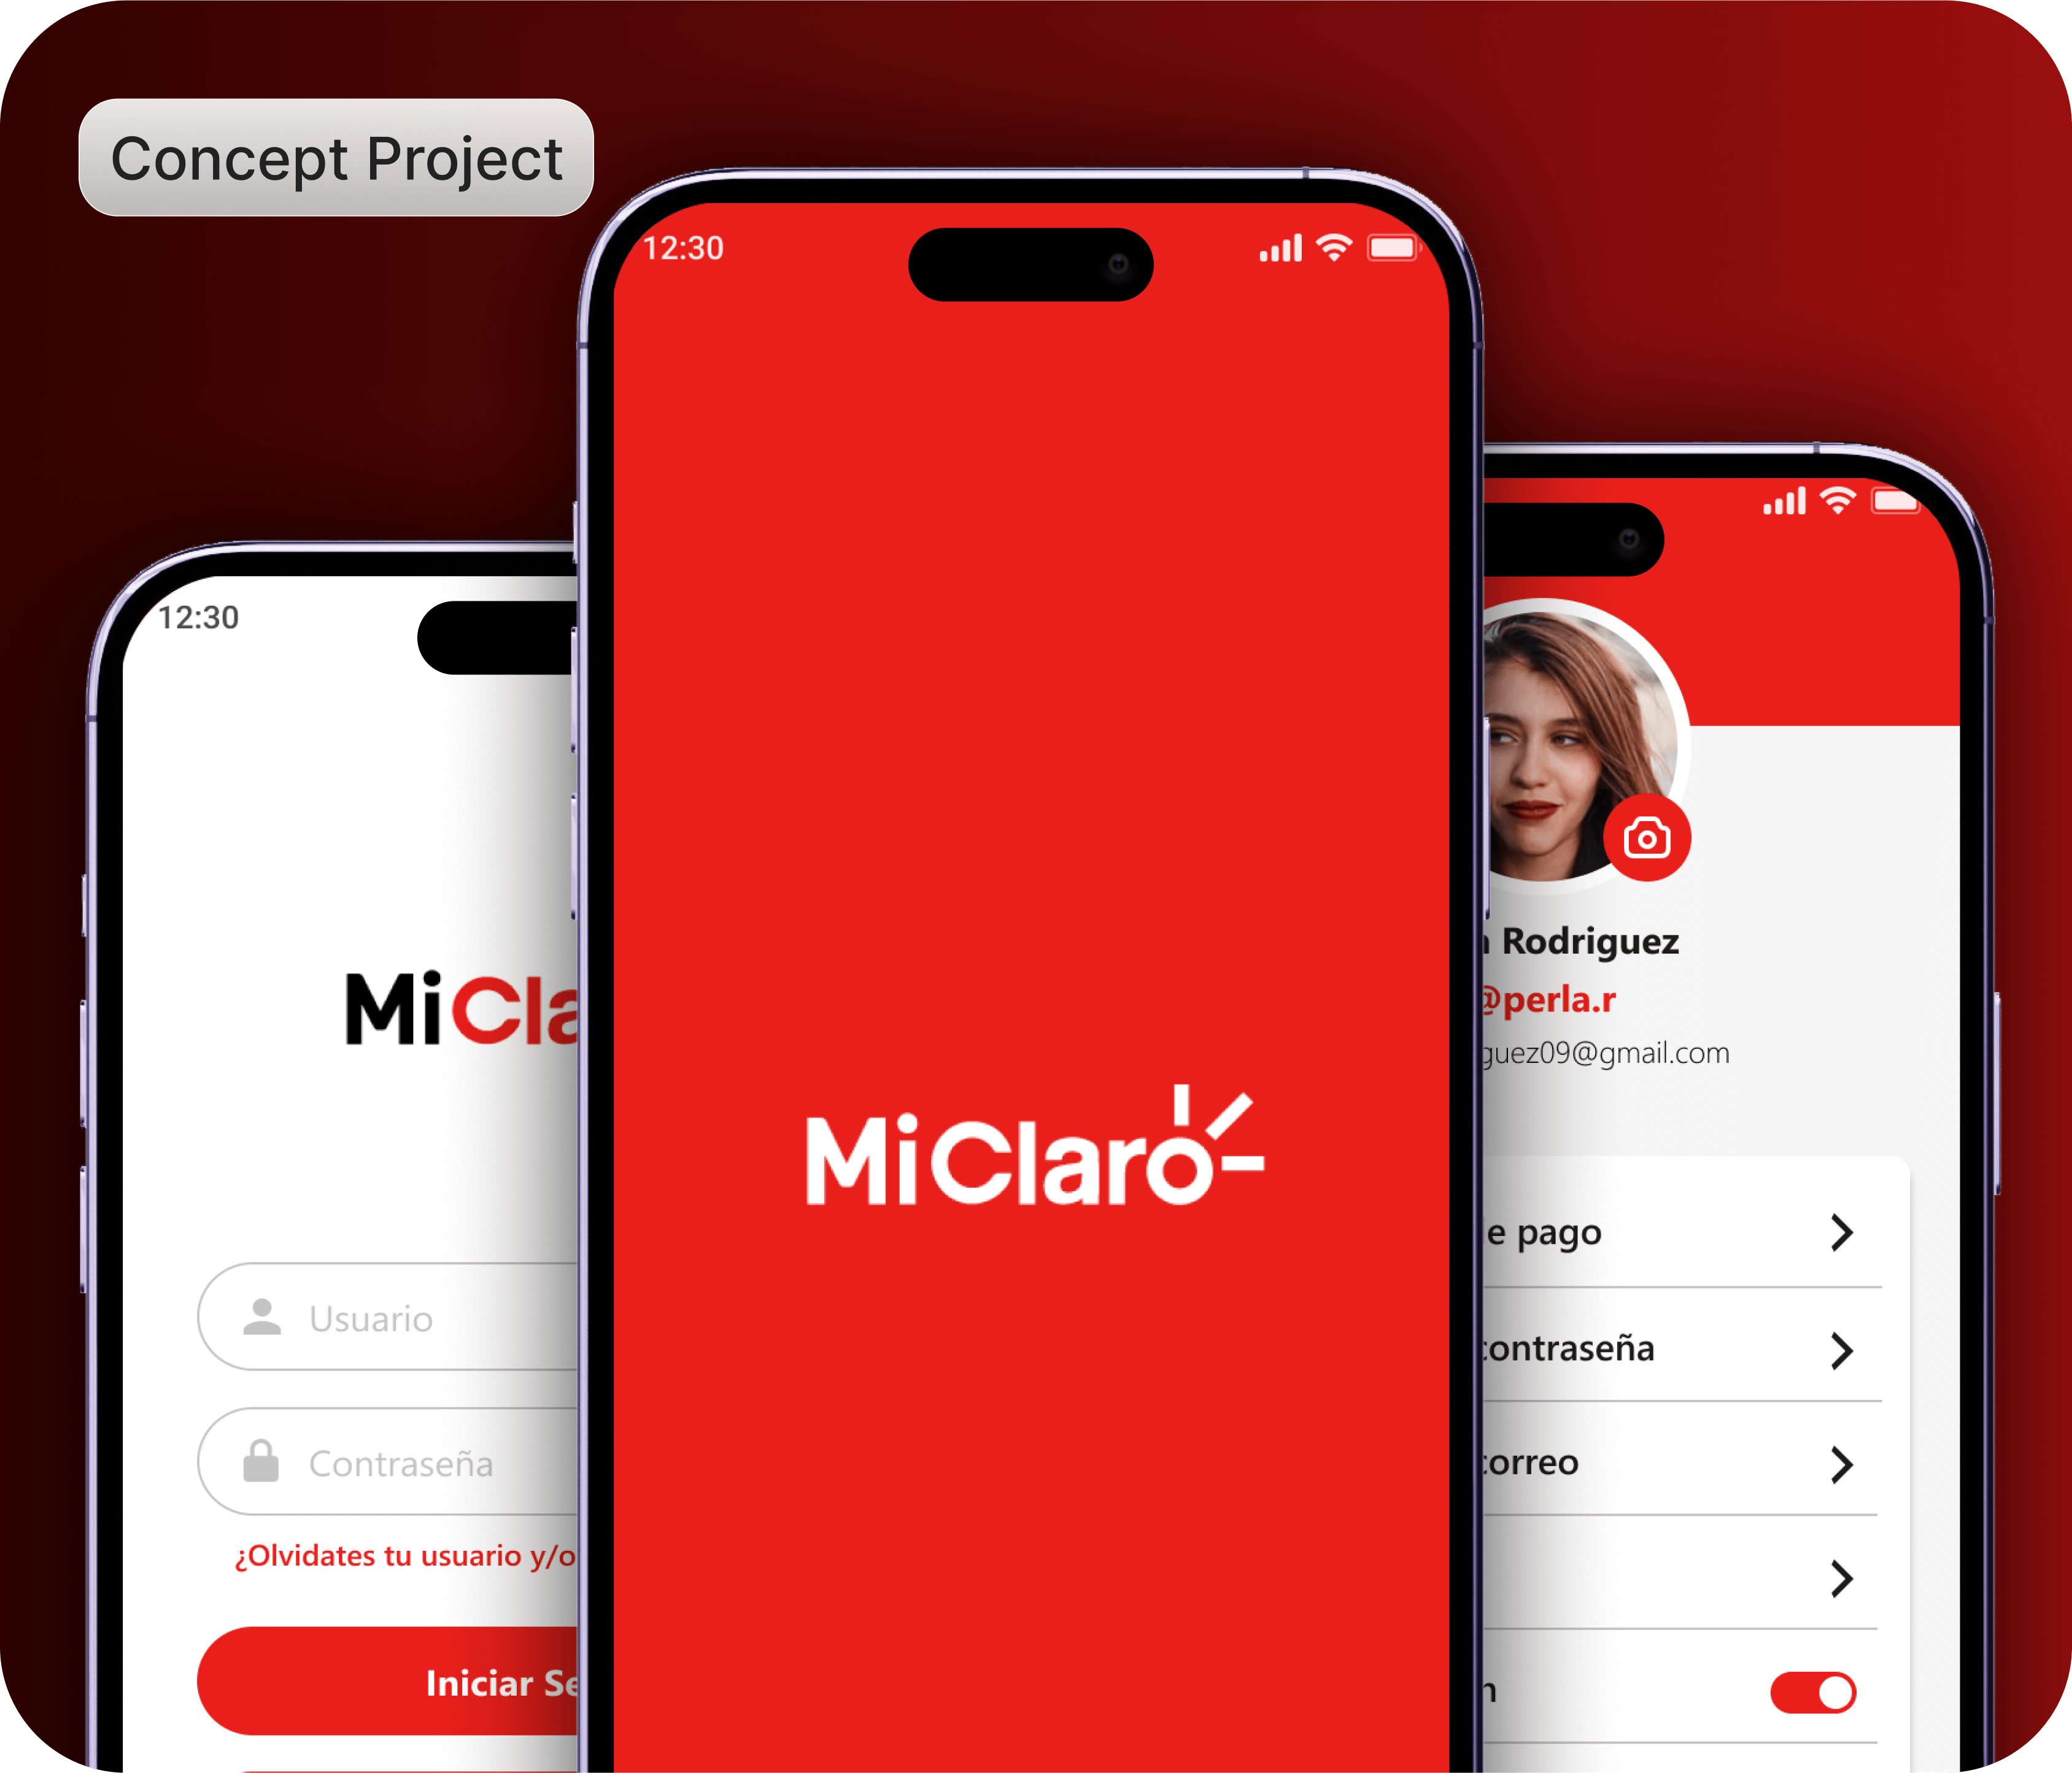 Concept Project
12:30
MiCla
Usuario
Contraseña
¿Olvidates tu usuario y/o
Iniciar Se
12:30
MiClaro
Rodriguez
@perla.r
guez09@gmail.com
e pago
contraseña
correo
n